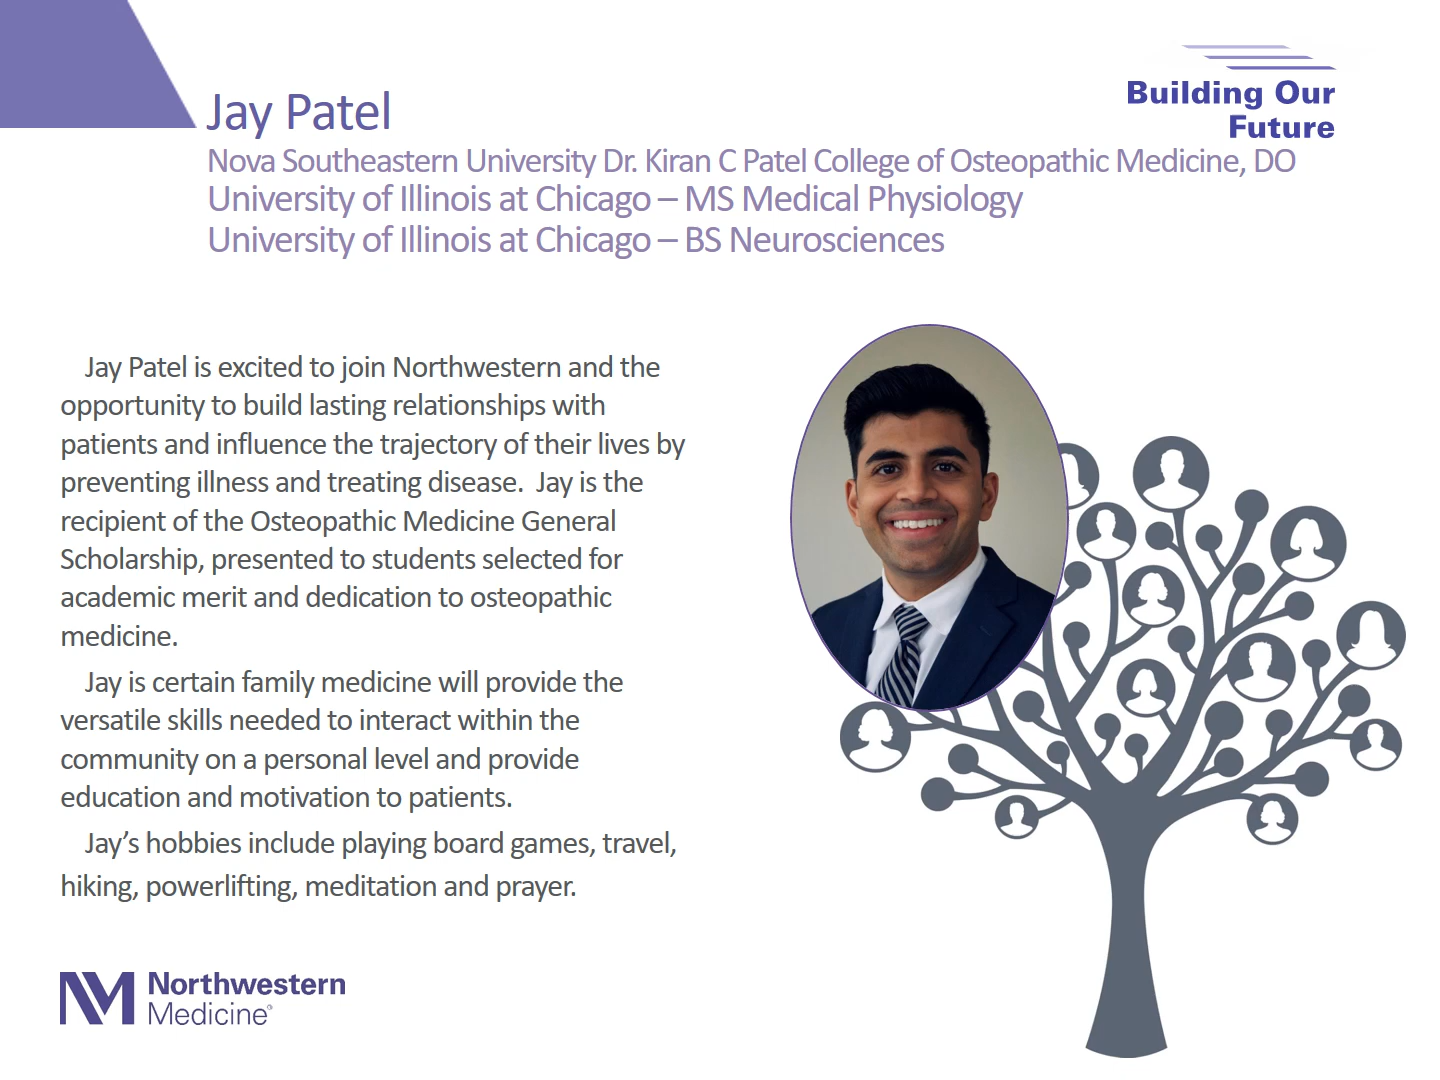 Building Our
Future
Jay Patel
Nova Southeastern University Dr. Kiran C Patel College of Osteopathic Medicine, DO
University of Illinois at Chicago – MS Medical Physiology
University of Illinois at Chicago – BS Neurosciences
Jay Patel is excited to join Northwestern and the
opportunity to build lasting relationships with
patients and influence the trajectory of their lives by
preventing illness and treating disease.  Jay is the
recipient of the Osteopathic Medicine General
Scholarship, presented to students selected for
academic merit and dedication to osteopathic
medicine.
Jay is certain family medicine will provide the
versatile skills needed to interact within the
community on a personal level and provide
education and motivation to patients.
Jay’s hobbies include playing board games, travel,
hiking, powerlifting, meditation and prayer.
NM Northwestern
Medicine®